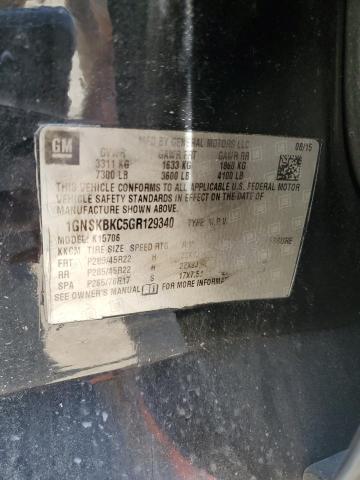 GM MFD BY GENERAL MOTORS LLC 08/15
GVWR GAWR FRT GAWR RR
3311 KG 1633 KG 1860 KG
7300 LB 3600 LB 4100 LB
THIS VEHICLE CONFORMS TO ALL APPLICABLE U.S. FEDERAL MOTOR
VEHICLE SAFETY STANDARDS IN EFFECT ON THE DATE OF
MANUFACTURE SHOWN ABOVE.
1GNSKBKC5GR129340 TYPE: M.P.V.
MODEL: K15706
KKCM TIRE SIZE SPEED RTG
FRT P285/45R22 H
RR P285/45R22 H
SPA P265/70R17 S
SEE OWNER'S MANUAL FOR MORE INFORMATION